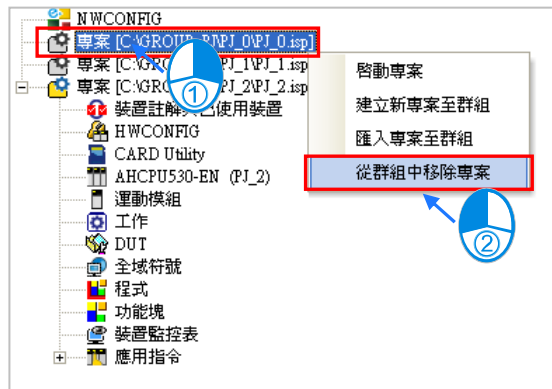 NWCONFIG
專案 [C:\GROUP_PJ\PJ_0\PJ_0.isp]
專案 [C:\GRO PJ_1\PJ_1.isp
專案 [C:\GRO PJ_2\PJ_2.isp
①
裝置註解與已使用裝置
HWCONFIG
CARD Utility
AHCPU530-EN (PJ_2)
運動模組
工作
DUT
全域符號
程式
功能塊
裝置監控表
應用指令
啟動專案
建立新專案至群組
匯入專案至群組
從群組中移除專案
②